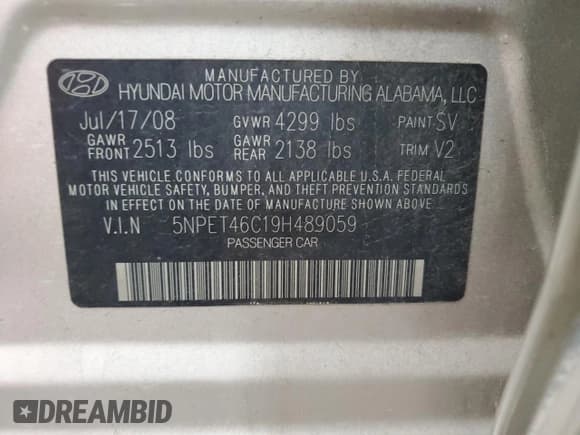 MANUFACTURED BY
HYUNDAI MOTOR MANUFACTURING ALABAMA, LLC
Jul/17/08 GVWR 4299 lbs PAINT SV
GAWR FRONT 2513 lbs GAWR REAR 2138 lbs TRIM V2
THIS VEHICLE CONFORMS TO ALL APPLICABLE U.S.A. FEDERAL
MOTOR VEHICLE SAFETY, BUMPER, AND THEFT PREVENTION STANDARDS
IN EFFECT ON THE DATE OF MANUFACTURE SHOWN ABOVE.
V.I.N 5NPET46C19H489059
PASSENGER CAR
DREAMBID